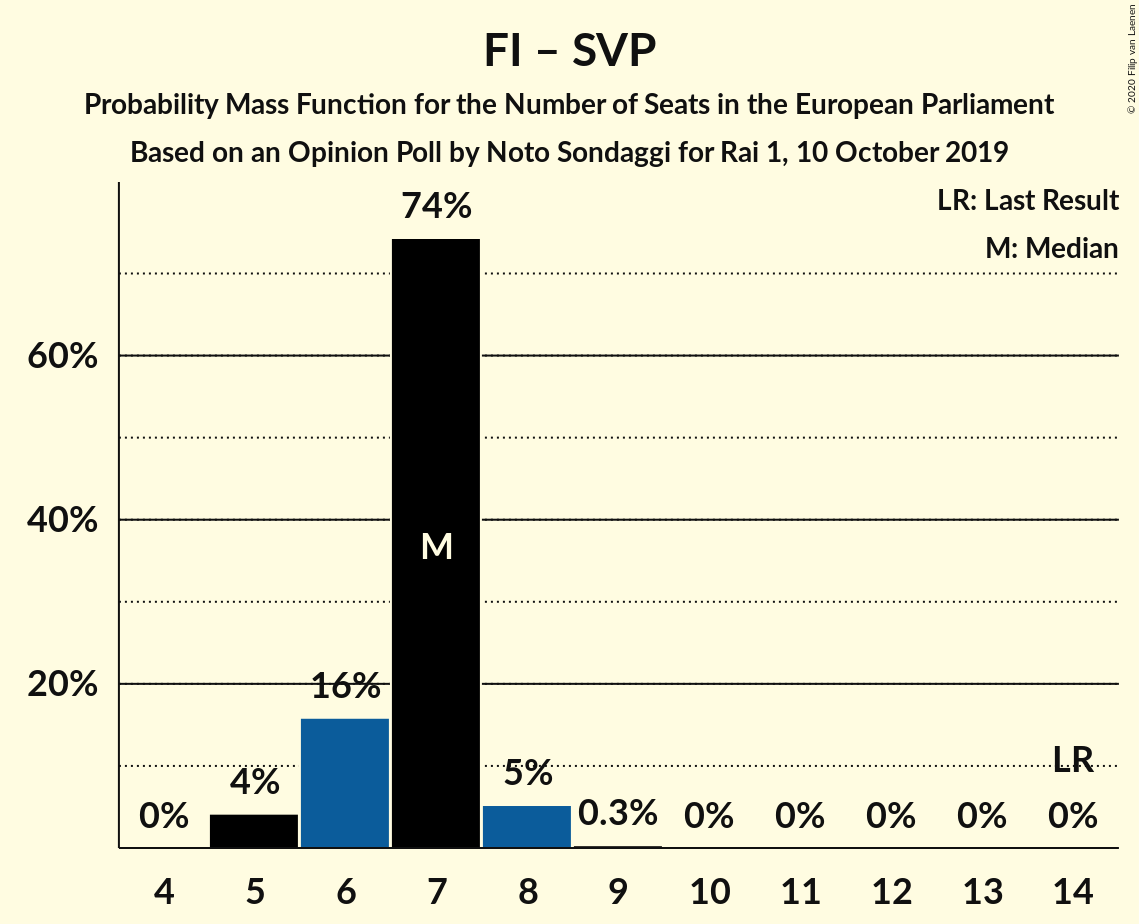 FI – SVP
Probability Mass Function for the Number of Seats in the European Parliament
Based on an Opinion Poll by Noto Sondaggi for Rai 1, 10 October 2019
© 2020 Filip van Laenen
LR: Last Result
M: Median
74%
60%
40%
M
20%
16%
4%
5%
LR
0%
0.3%
0%
0%
0%
0%
0%
4 5 6 7 8 9 10 11 12 13 14